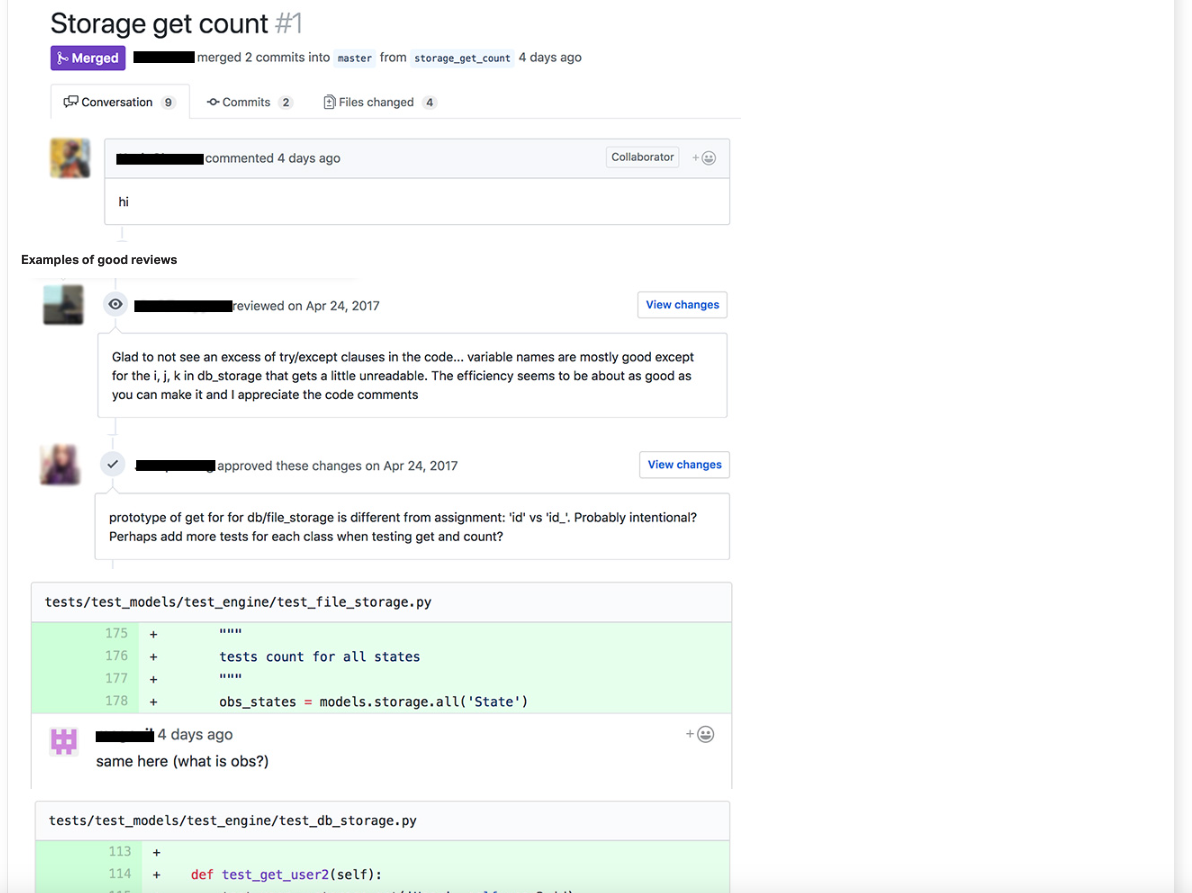 Storage get count #1
Merged merged 2 commits into master from storage_get_count 4 days ago
Conversation 9 Commits 2 Files changed 4
commented 4 days ago Collaborator +
hi
Examples of good reviews
reviewed on Apr 24, 2017 View changes
Glad to not see an excess of try/except clauses in the code... variable names are mostly good except
for the i, j, k in db_storage that gets a little unreadable. The efficiency seems to be about as good as
you can make it and I appreciate the code comments
approved these changes on Apr 24, 2017 View changes
prototype of get for for db/file_storage is different from assignment: 'id' vs 'id_'. Probably intentional?
Perhaps add more tests for each class when testing get and count?
tests/test_models/test_engine/test_file_storage.py
175 + """
176 + tests count for all states
177 + """
178 + obs_states = models.storage.all('State')
4 days ago +
same here (what is obs?)
tests/test_models/test_engine/test_db_storage.py
113 +
114 + def test_get_user2(self):